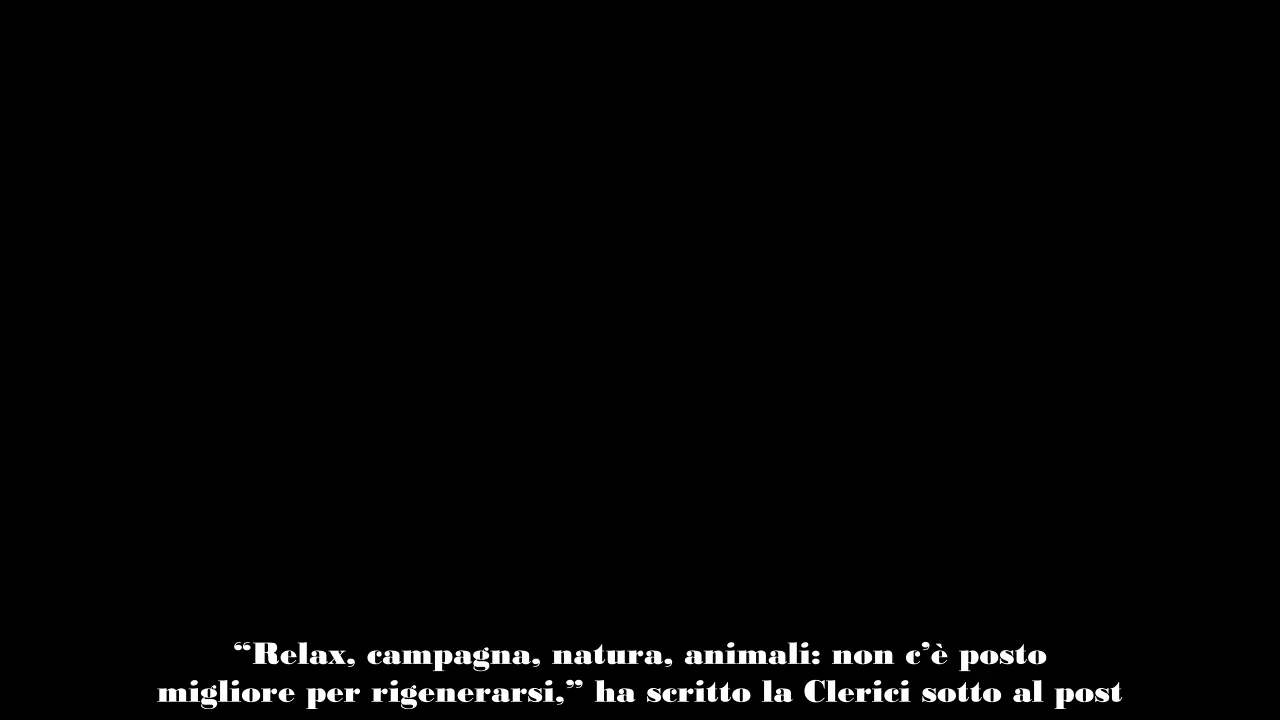 “Relax, campagna, natura, animali: non c’è posto
migliore per rigenerarsi,” ha scritto la Clerici sotto al post